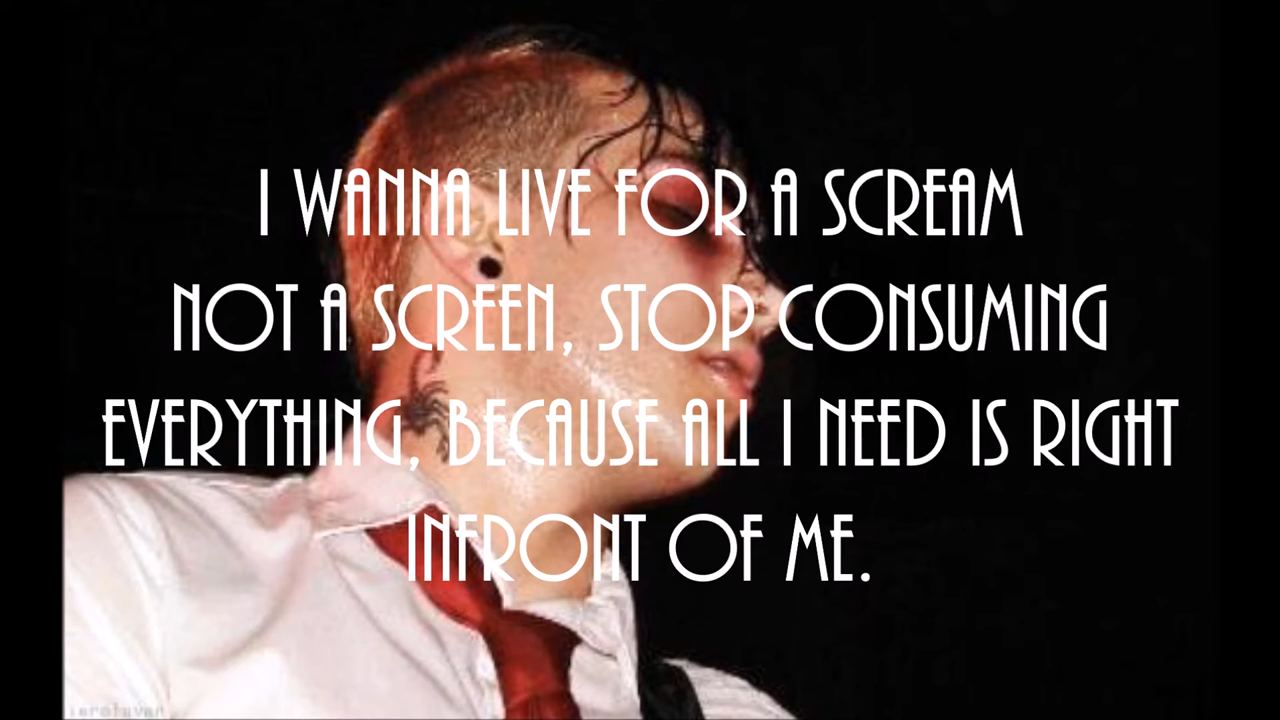 I WANNA LIVE FOR A SCREAM
NOT A SCREEN, STOP CONSUMING
EVERYTHING, BECAUSE ALL I NEED IS RIGHT
INFRONT OF ME.